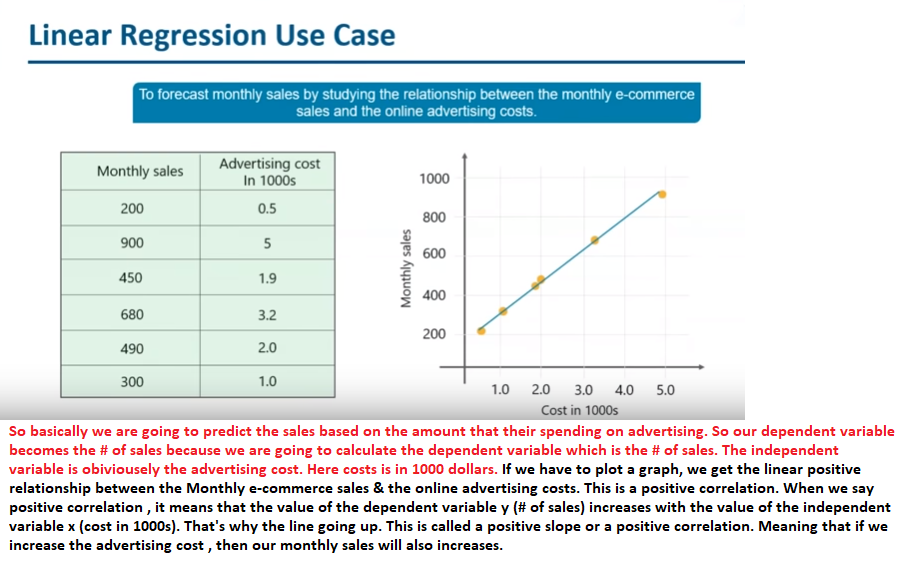 Linear Regression Use Case
To forecast monthly sales by studying the relationship between the monthly e-commerce
sales and the online advertising costs.
Monthly sales
Advertising cost
In 1000s
200 0.5
900 5
450 1.9
680 3.2
490 2.0
300 1.0
Monthly sales
1000
800
600
400
200
1.0 2.0 3.0 4.0 5.0
Cost in 1000s
So basically we are going to predict the sales based on the amount that their spending on advertising. So our dependent variable
becomes the # of sales because we are going to calculate the dependent variable which is the # of sales. The independent
variable is obiviously the advertising cost. Here costs is in 1000 dollars. If we have to plot a graph, we get the linear positive
relationship between the Monthly e-commerce sales & the online advertising costs. This is a positive correlation. When we say
positive correlation , it means that the value of the dependent variable y (# of sales) increases with the value of the independent
variable x (cost in 1000s). That's why the line going up. This is called a positive slope or a positive correlation. Meaning that if we
increase the advertising cost , then our monthly sales will also increases.